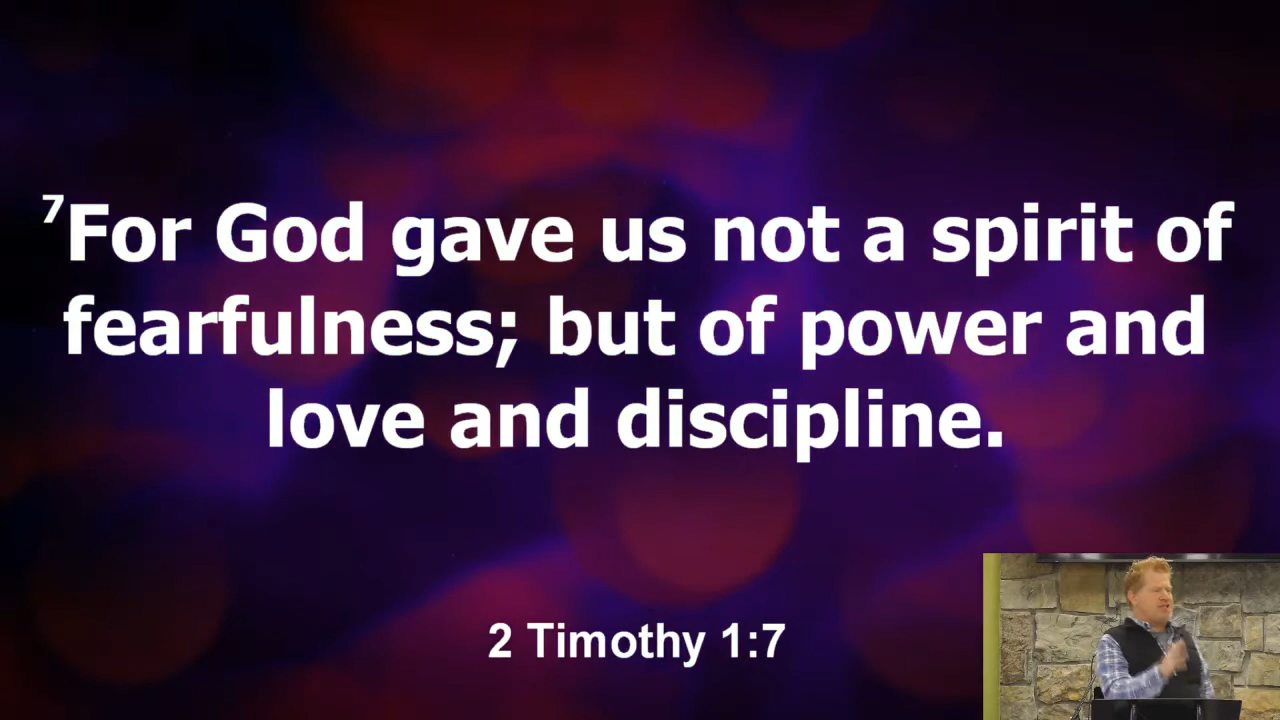 ⁷For God gave us not a spirit of
fearfulness; but of power and
love and discipline.
2 Timothy 1:7